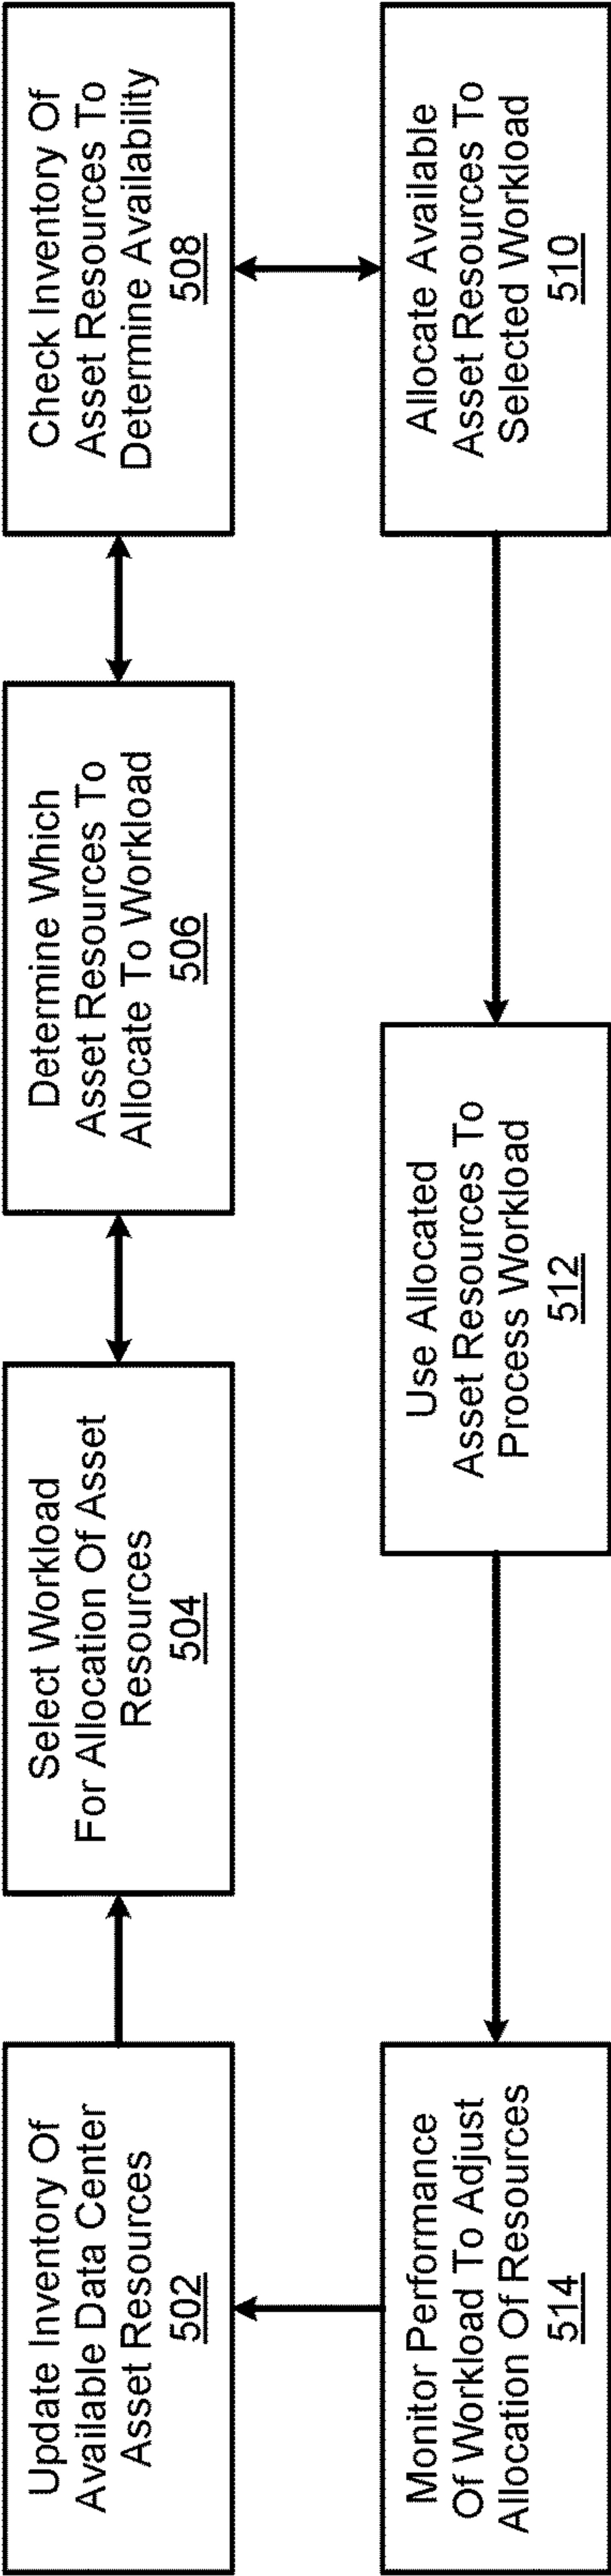 Update Inventory Of
Available Data Center
Asset Resources
502
Select Workload
For Allocation Of Asset
Resources
504
Determine Which
Asset Resources To
Allocate To Workload
506
Check Inventory Of
Asset Resources To
Determine Availability
508
Monitor Performance
Of Workload To Adjust
Allocation Of Resources
514
Use Allocated
Asset Resources To
Process Workload
512
Allocate Available
Asset Resources To
Selected Workload
510